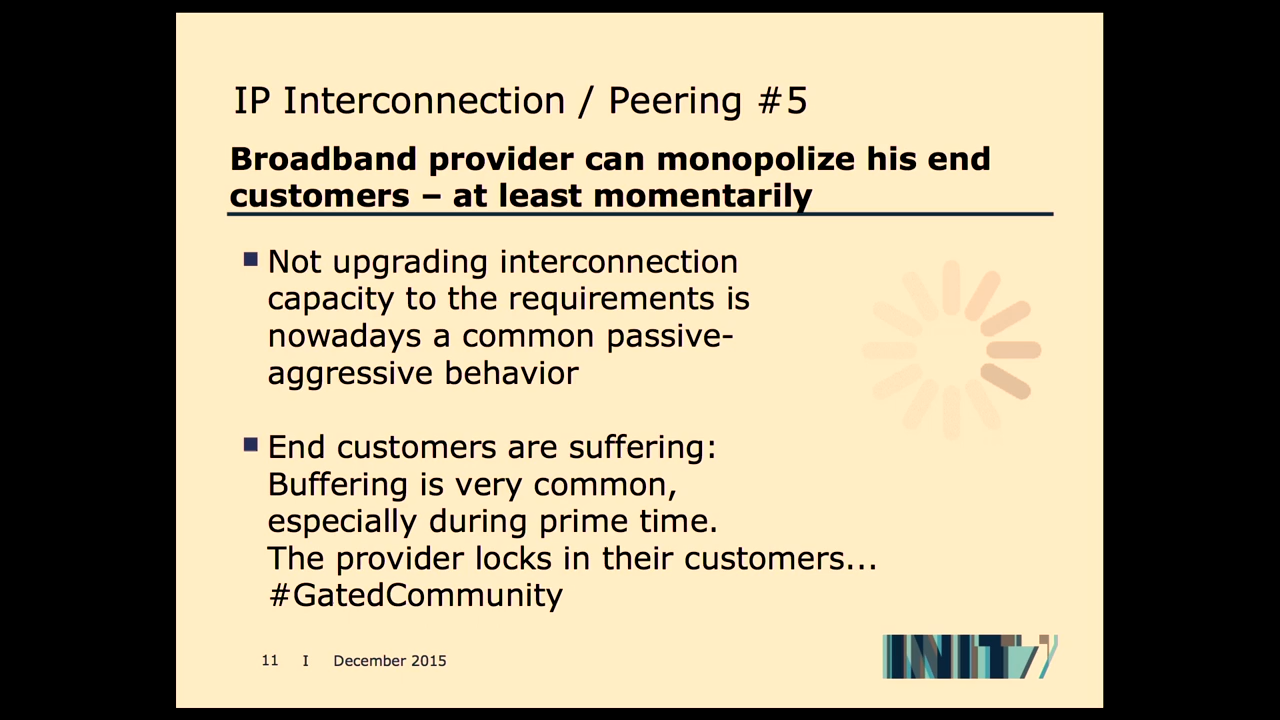 IP Interconnection / Peering #5
Broadband provider can monopolize his end
customers – at least momentarily
Not upgrading interconnection
capacity to the requirements is
nowadays a common passive-
aggressive behavior
End customers are suffering:
Buffering is very common,
especially during prime time.
The provider locks in their customers...
#GatedCommunity
11 I December 2015
INIT7